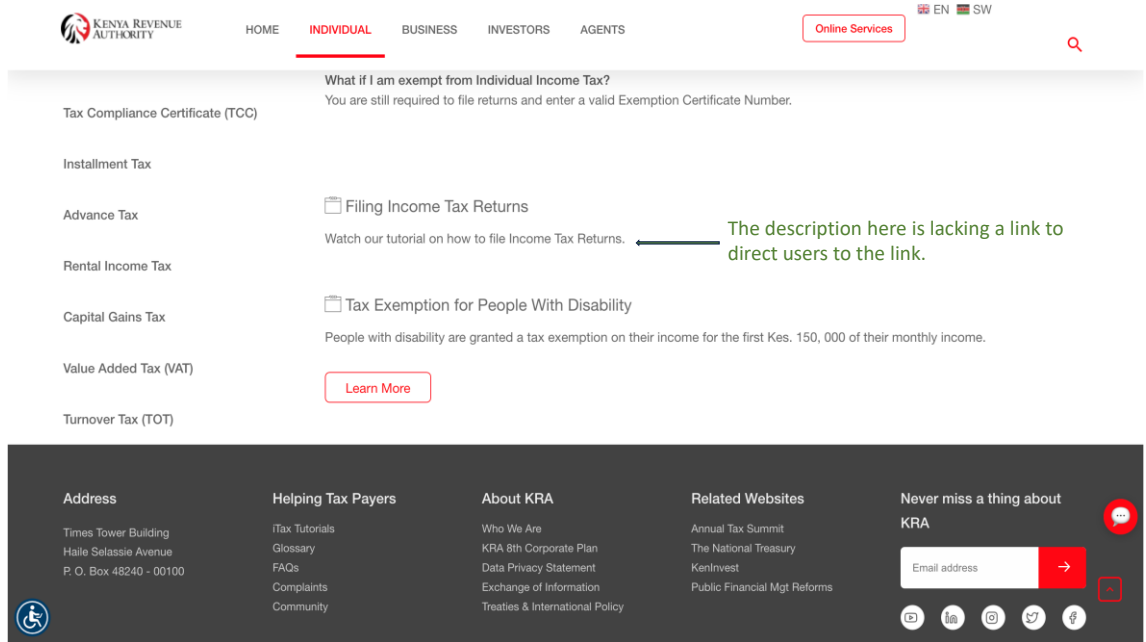 KENYA REVENUE
AUTHORITY
HOME
INDIVIDUAL
BUSINESS
INVESTORS
AGENTS
Online Services
EN
SW
What if I am exempt from Individual Income Tax?
You are still required to file returns and enter a valid Exemption Certificate Number.
Tax Compliance Certificate (TCC)
Installment Tax
Advance Tax
Rental Income Tax
Capital Gains Tax
Value Added Tax (VAT)
Turnover Tax (TOT)
Filing Income Tax Returns
Watch our tutorial on how to file Income Tax Returns.
The description here is lacking a link to
direct users to the link.
Tax Exemption for People With Disability
People with disability are granted a tax exemption on their income for the first Kes. 150, 000 of their monthly income.
Learn More
Address
Times Tower Building
Haile Selassie Avenue
P. O. Box 48240 - 00100
Helping Tax Payers
iTax Tutorials
Glossary
FAQs
Complaints
Community
About KRA
Who We Are
KRA 8th Corporate Plan
Data Privacy Statement
Exchange of Information
Treaties & International Policy
Related Websites
Annual Tax Summit
The National Treasury
KenInvest
Public Financial Mgt Reforms
Never miss a thing about
KRA
Email address